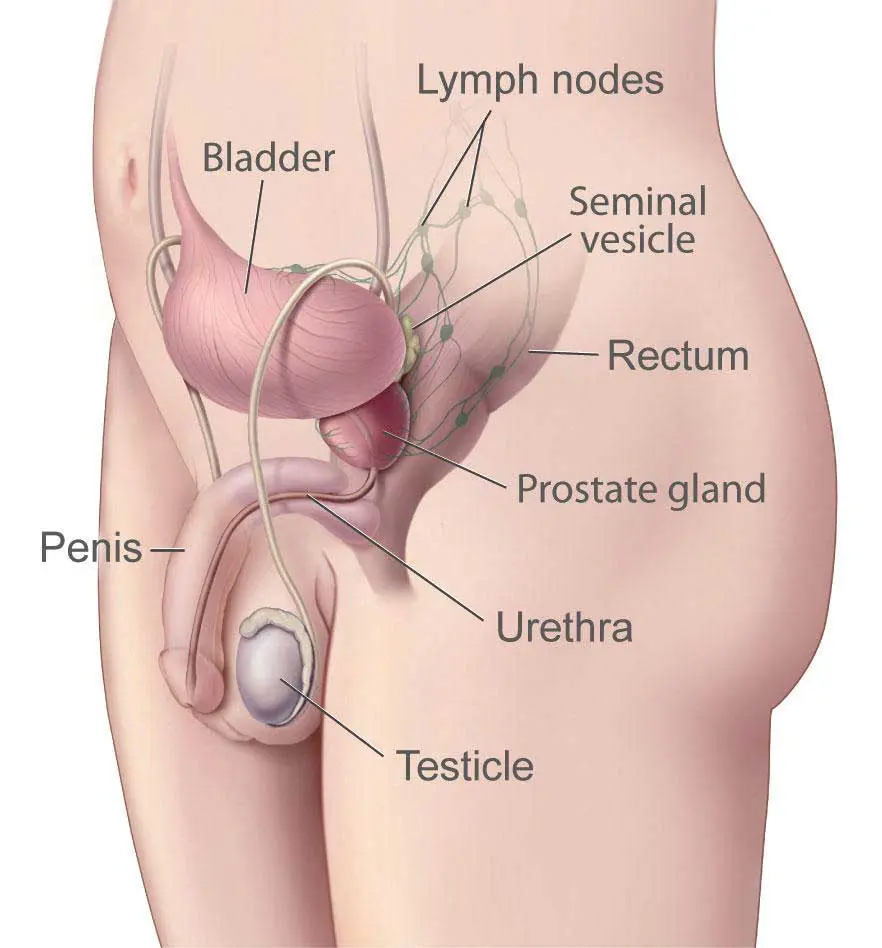 Lymph nodes
Bladder
Seminal
vesicle
Rectum
Prostate gland
Penis
Urethra
Testicle